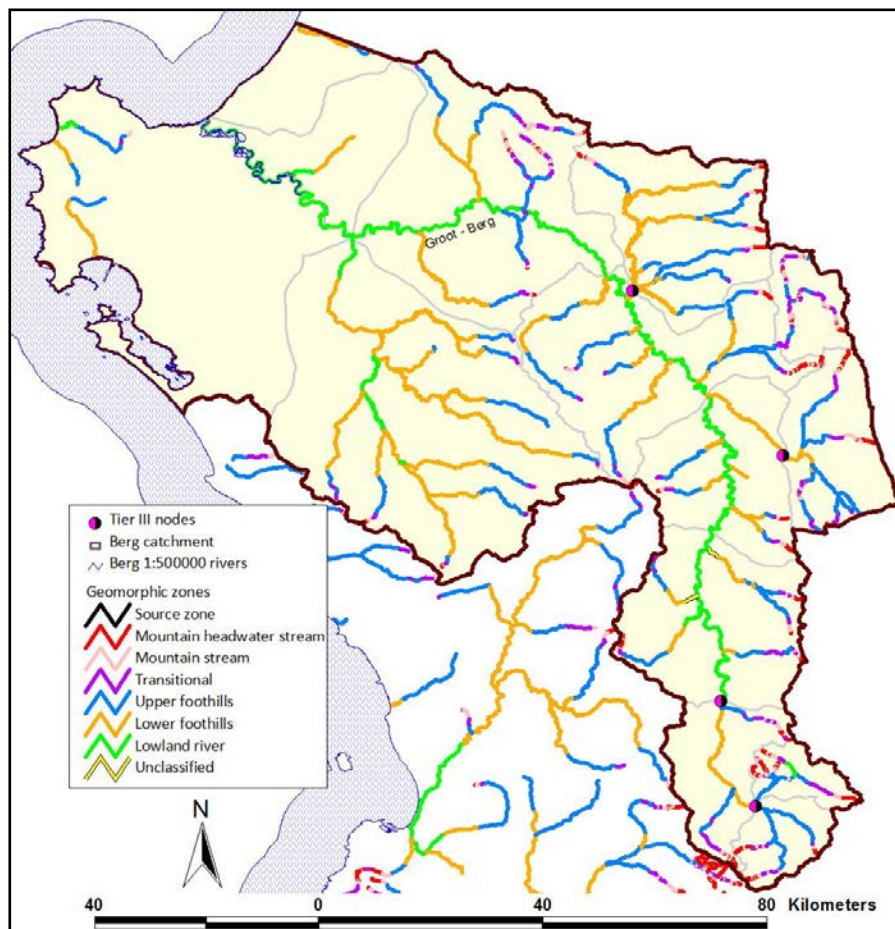 Groot - Berg
Tier III nodes
Berg catchment
Berg 1:500000 rivers
Geomorphic zones
Source zone
Mountain headwater stream
Mountain stream
Transitional
Upper foothills
Lower foothills
Lowland river
Unclassified
N
40 0 40 80 Kilometers